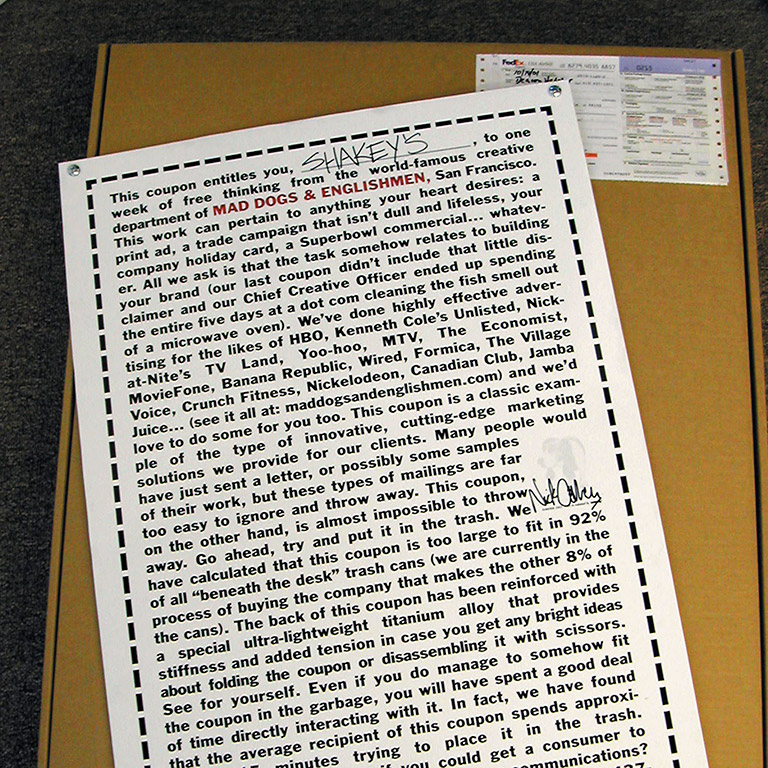 FedEx
0215
SHAKEY'S
This coupon entitles you, , to one
week of free thinking from the world-famous creative
department of MAD DOGS & ENGLISHMEN, San Francisco.
This work can pertain to anything your heart desires: a
print ad, a trade campaign that isn't dull and lifeless, your
company holiday card, a Superbowl commercial... whatev-
er. All we ask is that the task somehow relates to building
your brand (our last coupon didn't include that little dis-
claimer and our Chief Creative Officer ended up spending
the entire five days at a dot com cleaning the fish smell out
of a microwave oven). We've done highly effective adver-
tising for the likes of HBO, Kenneth Cole's Unlisted, Nick-
at-Nite's TV Land, Yoo-hoo, MTV, The Economist,
MovieFone, Banana Republic, Wired, Formica, The Village
Voice, Crunch Fitness, Nickelodeon, Canadian Club, Jamba
Juice... (see it all at: maddogsandenglishmen.com) and we'd
love to do some for you too. This coupon is a classic exam-
ple of the type of innovative, cutting-edge marketing
solutions we provide for our clients. Many people would
have just sent a letter, or possibly some samples
of their work, but these types of mailings are far
too easy to ignore and throw away. This coupon,
on the other hand, is almost impossible to throw
away. Go ahead, try and put it in the trash. We
have calculated that this coupon is too large to fit in 92%
of all "beneath the desk" trash cans (we are currently in the
process of buying the company that makes the other 8% of
the cans). The back of this coupon has been reinforced with
a special ultra-lightweight titanium alloy that provides
stiffness and added tension in case you get any bright ideas
about folding the coupon or disassembling it with scissors.
See for yourself. Even if you do manage to somehow fit
the coupon in the garbage, you will have spent a good deal
of time directly interacting with it. In fact, we have found
that the average recipient of this coupon spends approxi-
minutes trying to place it in the trash.
if you could get a consumer to
communications?